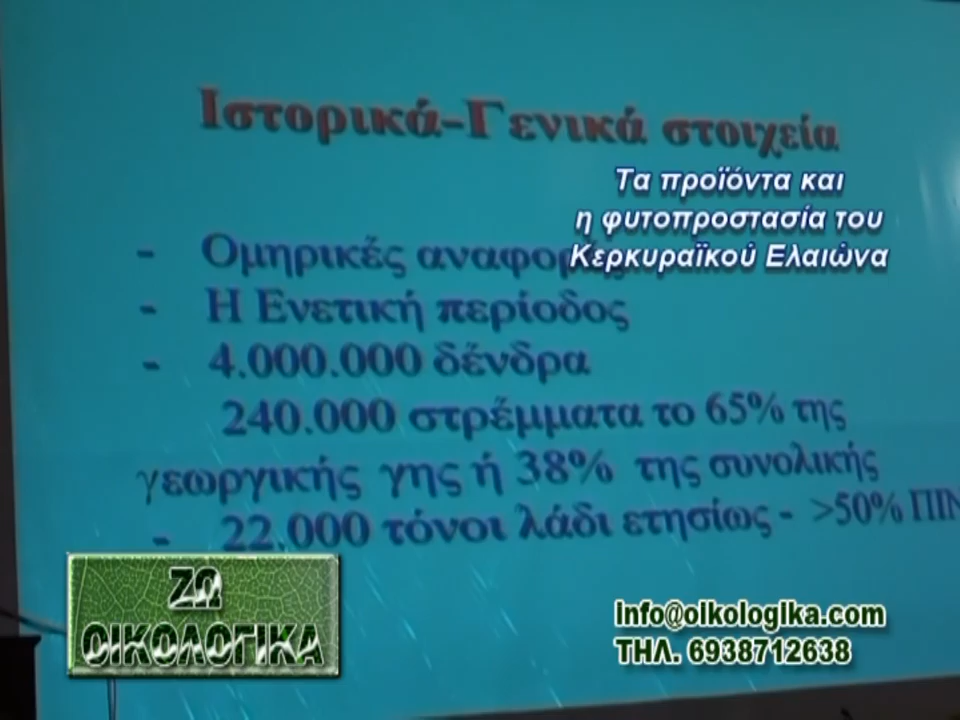 Ιστορικά-Γενικά στοιχεία
Τα προϊόντα και
η φυτοπροστασία του
Κερκυραϊκού Ελαιώνα
- Ομηρικές
- Η Ενετική περίοδος
- 4.000.000 δένδρα
240.000 στρέμματα το 65% της
γεωργικής γης ή 38% της συνολικής
- 22.000 τόνοι λάδι ετησίως - >50% ΠΙΝ
ΖΩ
ΟΙΚΟΛΟΓΙΚΑ
info@oikologika.com
ΤΗΛ. 6938712638